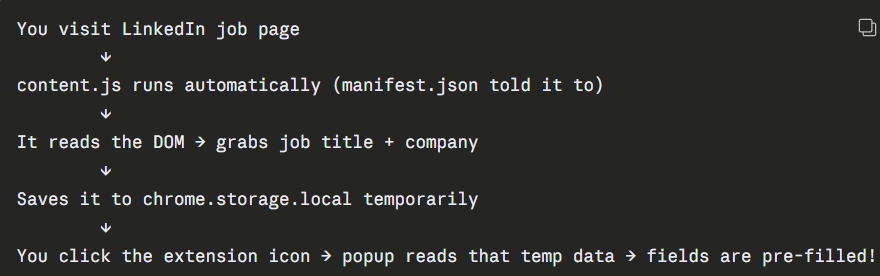 You visit LinkedIn job page
↓
content.js runs automatically (manifest.json told it to)
↓
It reads the DOM → grabs job title + company
↓
Saves it to chrome.storage.local temporarily
↓
You click the extension icon → popup reads that temp data → fields are pre-filled!